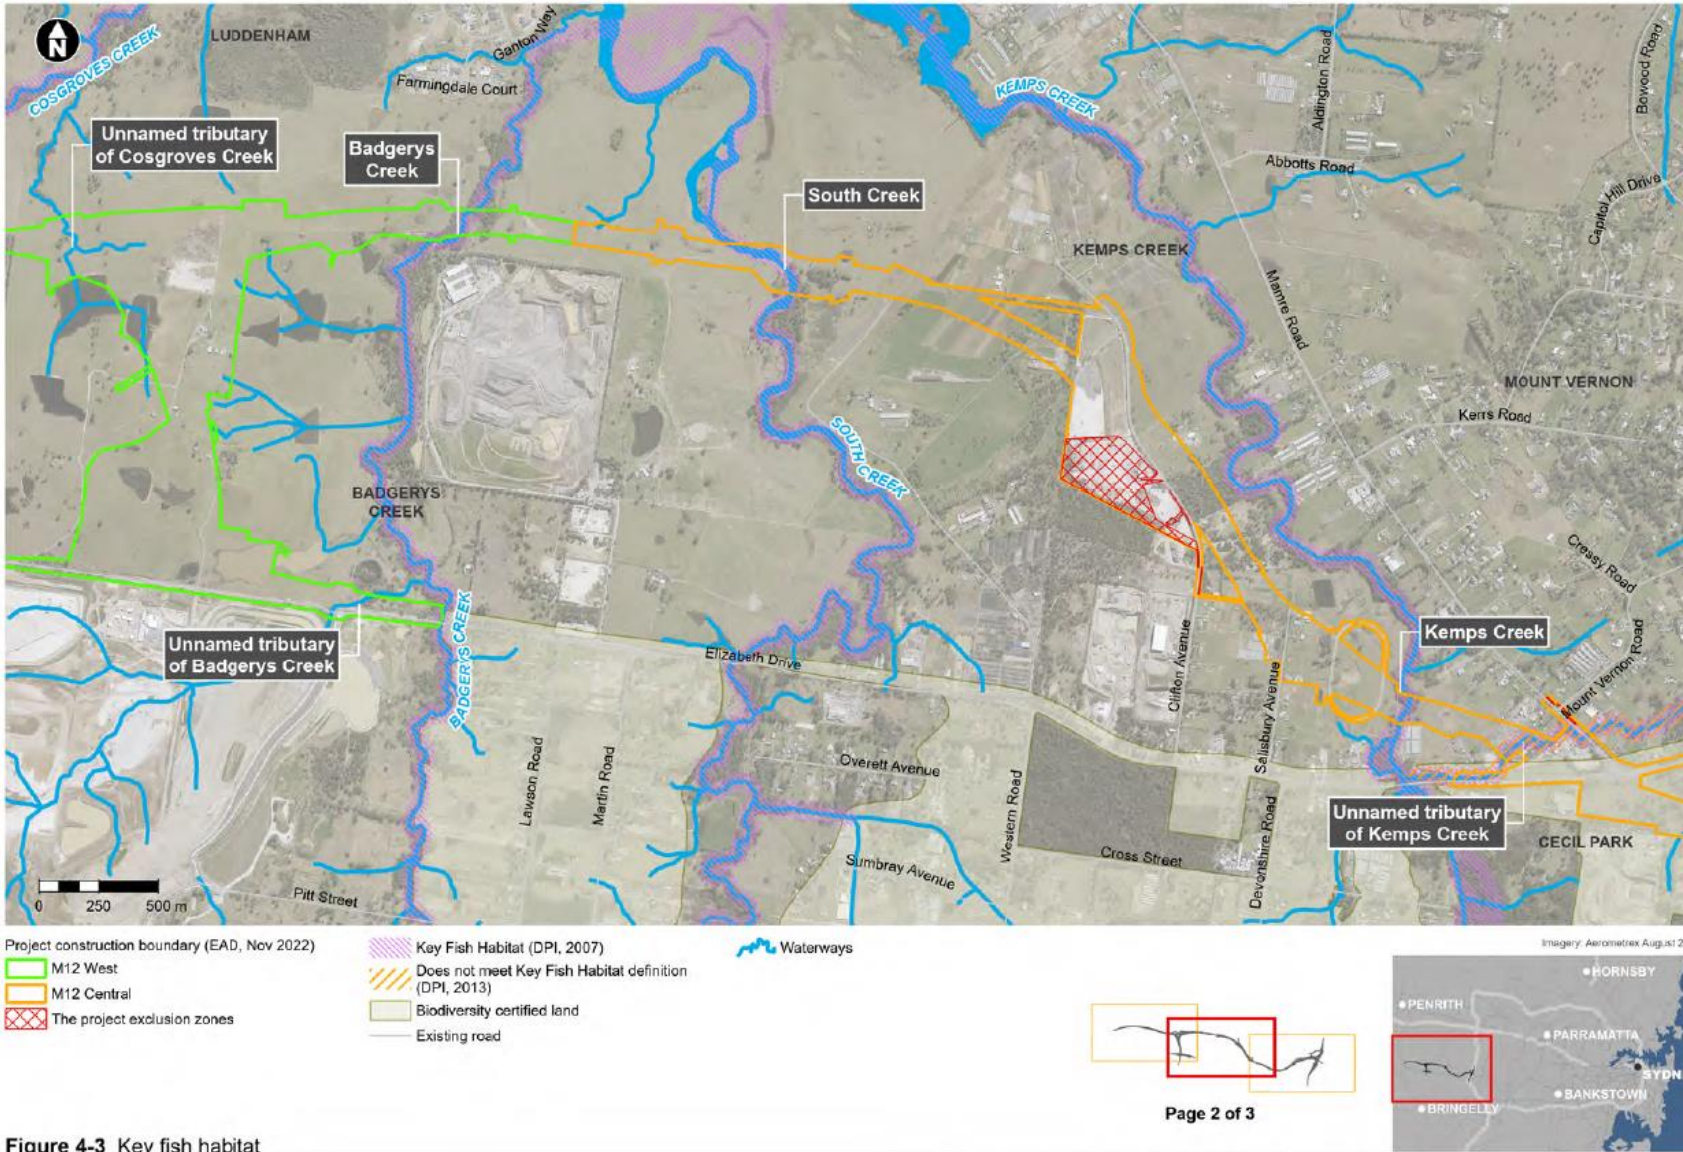 N
COSGROVES CREEK
LUDDENHAM
Ganton Way
Farmingdale Court
KEMPS CREEK
Aldington Road
Bowood Road
Unnamed tributary
of Cosgroves Creek
Badgerys
Creek
South Creek
Abbotts Road
Capitol Hill Drive
KEMPS CREEK
Mamre Road
MOUNT VERNON
Kerrs Road
SOUTH CREEK
BADGERYS
CREEK
Cressy Road
Unnamed tributary
of Badgerys Creek
BADGERYS CREEK
Elizabeth Drive
Clifton Avenue
Salisbury Avenue
Kemps Creek
Mount Vernon Road
Lawson Road
Martin Road
Overett Avenue
Western Road
Devonshire Road
Unnamed tributary
of Kemps Creek
CECIL PARK
Cross Street
Sumbray Avenue
Pitt Street
0 250 500 m
Project construction boundary (EAD, Nov 2022)
M12 West
M12 Central
The project exclusion zones
Key Fish Habitat (DPI, 2007)
Does not meet Key Fish Habitat definition
(DPI, 2013)
Biodiversity certified land
Existing road
Waterways
Imagery: Aerometrex August 2
HORNSBY
PENRITH
PARRAMATTA
SYDN
BANKSTOWN
BRINGELLY
Page 2 of 3
Figure 4-3 Key fish habitat